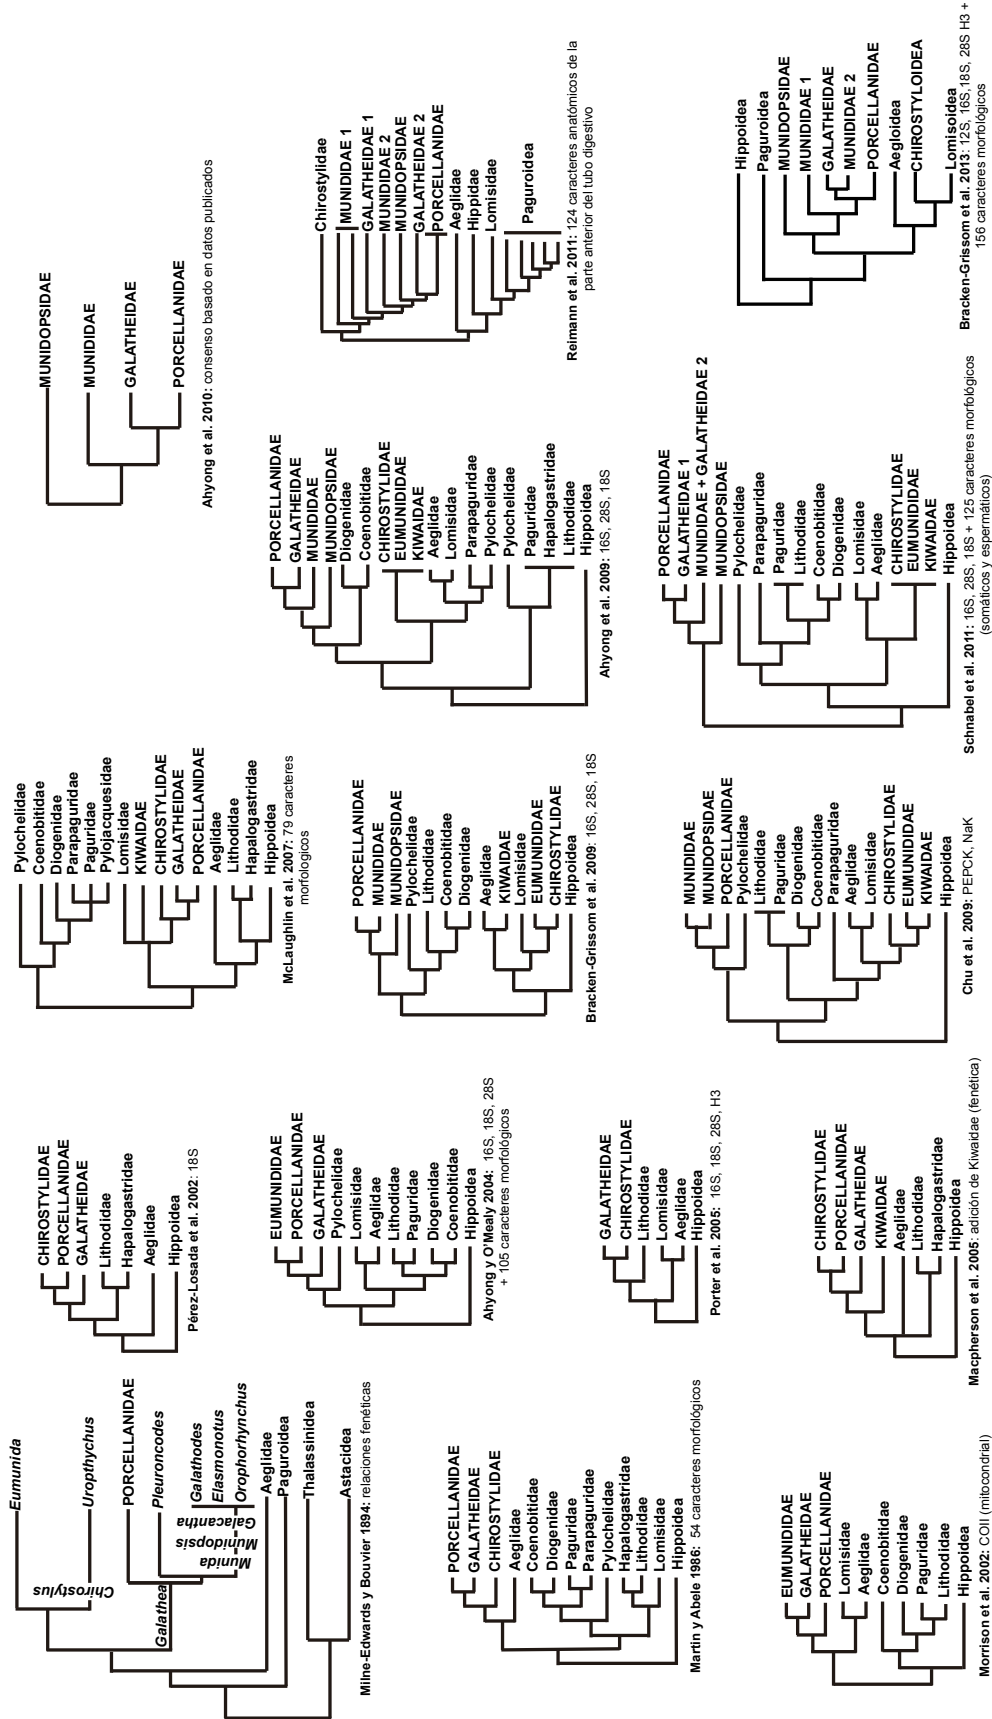 Eumunida
Chirostylus
Uropthychus
PORCELLANIDAE
Pleuroncodes
Galathea
Galathodes
Elasmonotus
Orophorhynchus
Galacantha
Munidopsis
Munida
Aeglidae
Paguroidea
Thalassinidea
Astacidea
Milne-Edwards y Bouvier 1894: relaciones fenéticas
CHIROSTYLIDAE
PORCELLANIDAE
GALATHEIDAE
Lithodidae
Hapalogastridae
Aeglidae
Hippoidea
Pérez-Losada et al. 2002: 18S
Pylochelidae
Coenobitidae
Diogenidae
Parapaguridae
Paguridae
Pylojacquesidae
Lomisidae
KIWAIDAE
CHIROSTYLIDAE
GALATHEIDAE
PORCELLANIDAE
Aeglidae
Lithodidae
Hapalogastridae
Hippoidea
McLaughlin et al. 2007: 79 caracteres
morfologicos
MUNIDOPSIDAE
MUNIDIDAE
GALATHEIDAE
PORCELLANIDAE
Ahyong et al. 2010: consenso basado en datos publicados
PORCELLANIDAE
GALATHEIDAE
CHIROSTYLIDAE
Aeglidae
Coenobitidae
Diogenidae
Paguridae
Parapaguridae
Pylochelidae
Hapalogastridae
Lithodidae
Lomisidae
Hippoidea
Martin y Abele 1986: 54 caracteres morfológicos
EUMUNIDIDAE
PORCELLANIDAE
GALATHEIDAE
Pylochelidae
Lomisidae
Aeglidae
Lithodidae
Paguridae
Diogenidae
Coenobitidae
Hippoidea
Ahyong y O'Mealy 2004: 16S, 18S, 28S
+ 105 caracteres morfológicos
PORCELLANIDAE
MUNIDIDAE
MUNIDOPSIDAE
Pylochelidae
Lithodidae
Coenobitidae
Diogenidae
Aeglidae
KIWAIDAE
Lomisidae
EUMUNIDIDAE
CHIROSTYLIDAE
Hippoidea
Bracken-Grissom et al. 2009: 16S, 28S, 18S
PORCELLANIDAE
GALATHEIDAE
MUNIDIDAE
MUNIDOPSIDAE
Diogenidae
Coenobitidae
CHIROSTYLIDAE
EUMUNIDIDAE
KIWAIDAE
Aeglidae
Lomisidae
Parapaguridae
Pylochelidae
Pylochelidae
Paguridae
Hapalogastridae
Lithodidae
Hippoidea
Ahyong et al. 2009: 16S, 28S, 18S
Chirostylidae
MUNIDIDAE 1
GALATHEIDAE 1
MUNIDIDAE 2
MUNIDOPSIDAE
GALATHEIDAE 2
PORCELLANIDAE
Aeglidae
Hippidae
Lomisidae
Paguroidea
Reimann et al. 2011: 124 caracteres anatómicos de la
parte anterior del tubo digestivo
GALATHEIDAE
CHIROSTYLIDAE
Lithodidae
Lomisidae
Aeglidae
Hippoidea
Porter et al. 2005: 16S, 18S, 28S, H3
EUMUNIDIDAE
GALATHEIDAE
PORCELLANIDAE
Lomisidae
Aeglidae
Coenobitidae
Diogenidae
Paguridae
Lithodidae
Hippoidea
Morrison et al. 2002: COII (mitocondrial)
CHIROSTYLIDAE
PORCELLANIDAE
GALATHEIDAE
KIWAIDAE
Aeglidae
Lithodidae
Hapalogastridae
Hippoidea
Macpherson et al. 2005: adición de Kiwaidae (fenética)
MUNIDIDAE
MUNIDOPSIDAE
PORCELLANIDAE
Pylochelidae
Lithodidae
Paguridae
Diogenidae
Coenobitidae
Parapaguridae
Aeglidae
Lomisidae
CHIROSTYLIDAE
EUMUNIDIDAE
KIWAIDAE
Hippoidea
Chu et al. 2009: PEPCK, NaK
PORCELLANIDAE
GALATHEIDAE 1
MUNIDIDAE + GALATHEIDAE 2
MUNIDOPSIDAE
Pylochelidae
Parapaguridae
Paguridae
Lithodidae
Coenobitidae
Diogenidae
Lomisidae
Aeglidae
CHIROSTYLIDAE
EUMUNIDIDAE
KIWAIDAE
Hippoidea
Schnabel et al. 2011: 16S, 28S, 18S + 125 caracteres morfológicos
(somáticos y espermáticos)
Hippoidea
Paguroidea
MUNIDOPSIDAE
MUNIDIDAE 1
GALATHEIDAE
MUNIDIDAE 2
PORCELLANIDAE
Aegloidea
CHIROSTYLOIDEA
Lomisoidea
Bracken-Grissom et al. 2013: 12S, 16S,18S, 28S H3 +
156 caracteres morfológicos